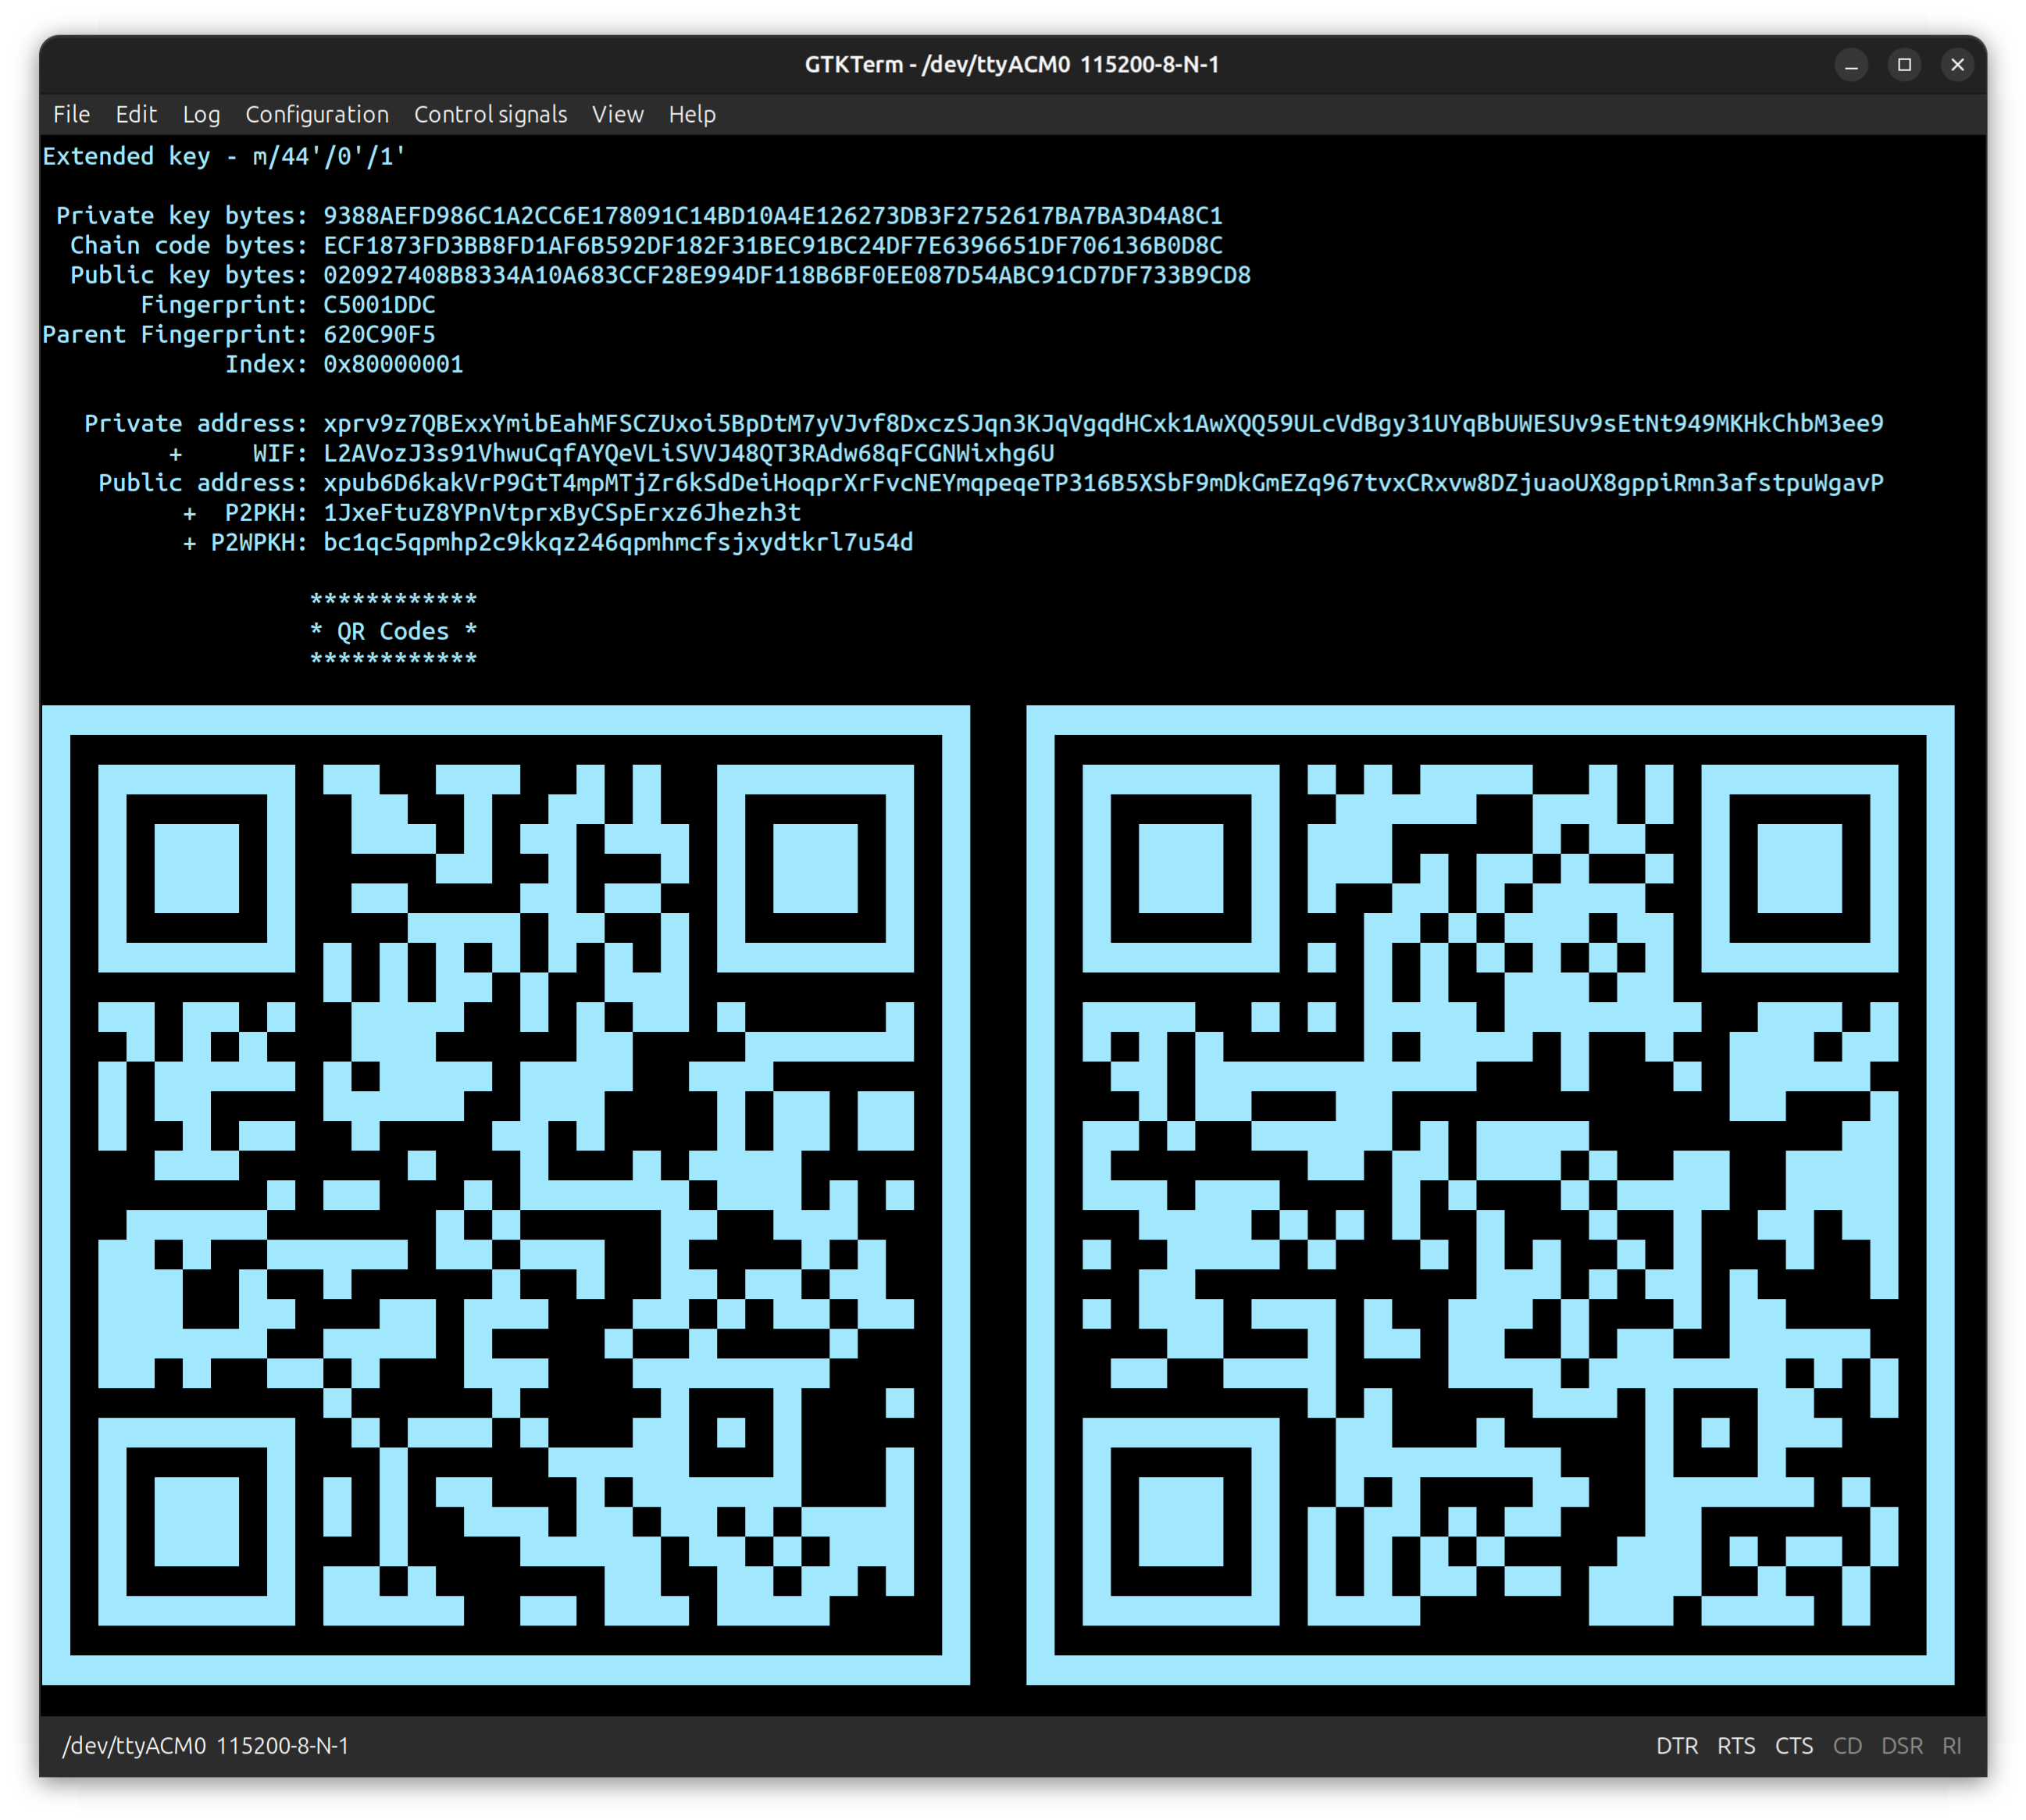 GTKTerm - /dev/ttyACM0 115200-8-N-1
File Edit Log Configuration Control signals View Help
Extended key - m/44'/0'/1'
Private key bytes: 9388AEFD986C1A2CC6E178091C14BD10A4E126273DB3F2752617BA7BA3D4A8C1
Chain code bytes: ECF1873FD3BB8FD1AF6B592DF182F31BEC91BC24DF7E6396651DF706136B0D8C
Public key bytes: 020927408B8334A10A683CCF28E994DF118B6BF0EE087D54ABC91CD7DF733B9CD8
Fingerprint: C5001DDC
Parent Fingerprint: 620C90F5
Index: 0x80000001
Private address: xprv9z7QBExxYmibEahMFSCZUxoi5BpDtM7yVJvf8DxczSJqn3KJqVgqdHCxk1AwXQQ59ULcVdBgy31UYqBbUWESUv9sEtNt949MKHkChbM3ee9
+ WIF: L2AVozJ3s91VhwuCqfAYQeVLiSVVJ48QT3RAdw68qFCGNWixhg6U
Public address: xpub6D6kakVrP9GtT4mpMTjZr6kSdDeiHoqprXrFvcNEYmqpeqeTP316B5XSbF9mDkGmEZq967tvxCRxvw8DZjuaoUX8gppiRmn3afstpuWgavP
+ P2PKH: 1JxeFtuZ8YPnVtprxByCSpErxz6Jhezh3t
+ P2WPKH: bc1qc5qpmhp2c9kkqz246qpmhmcfsjxydtkrl7u54d
************
* QR Codes *
************
/dev/ttyACM0 115200-8-N-1
DTR RTS CTS CD DSR RI